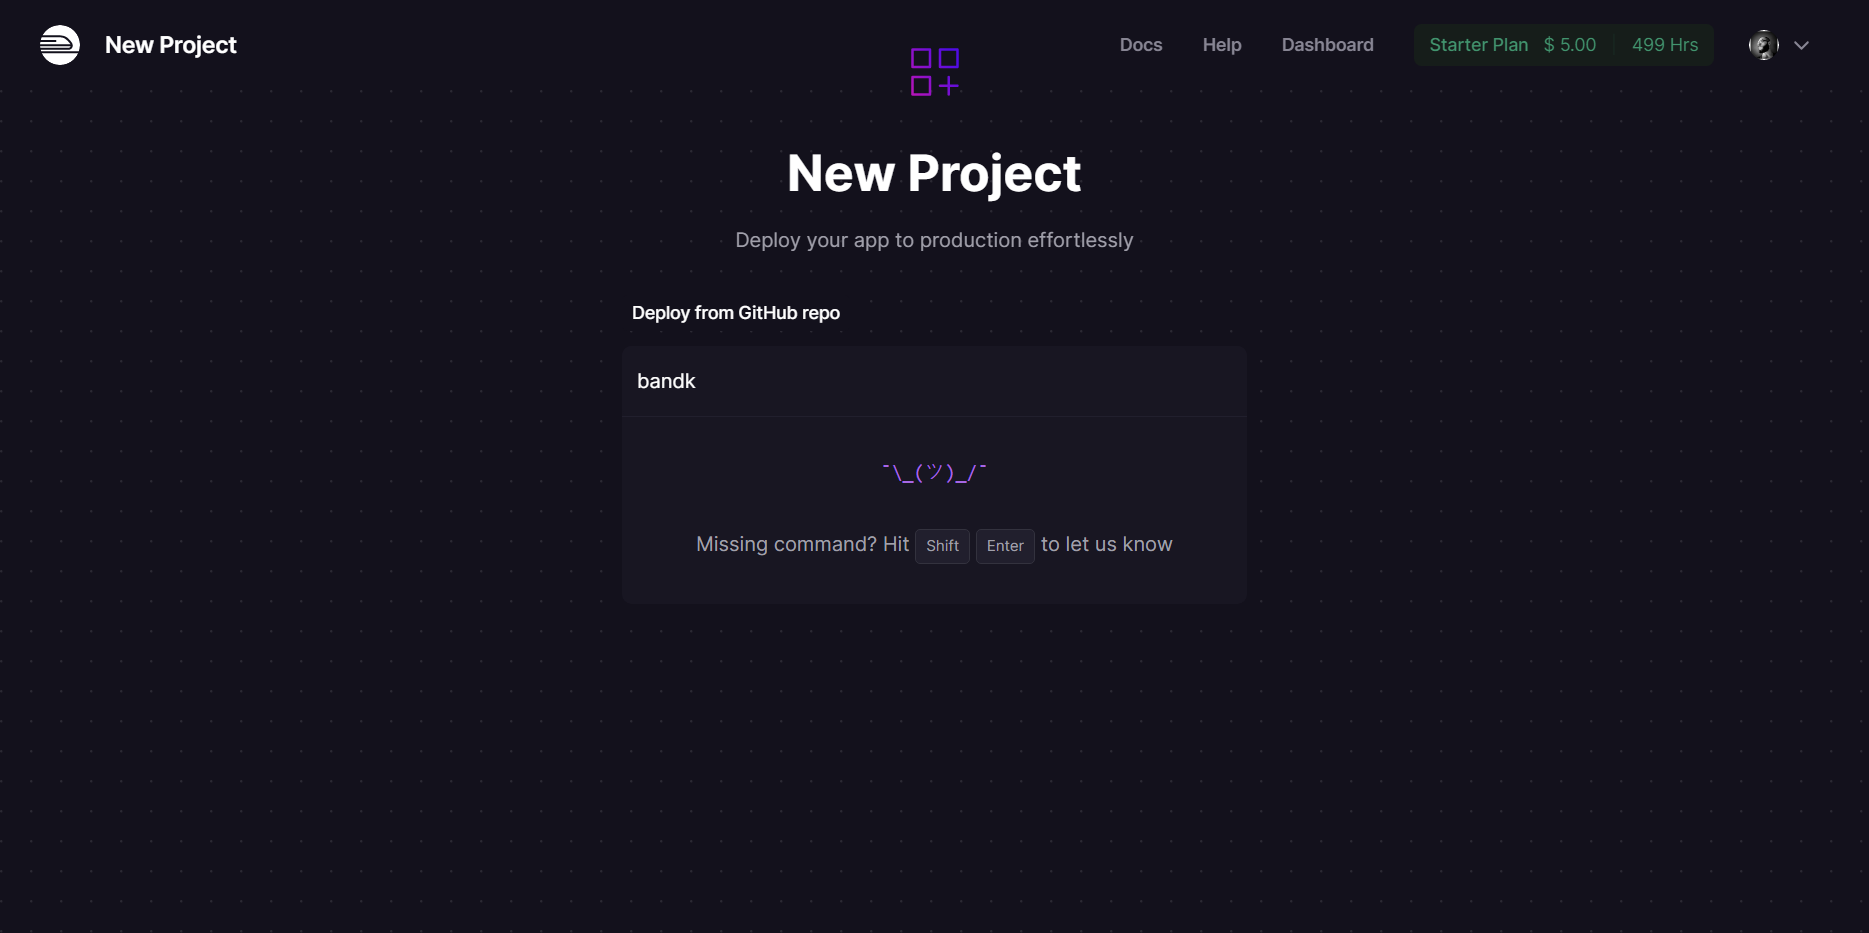 New Project
Docs Help Dashboard Starter Plan $ 5.00 499 Hrs
New Project
Deploy your app to production effortlessly
Deploy from GitHub repo
bandk
¯\_(ツ)_/¯
Missing command? Hit Shift Enter to let us know